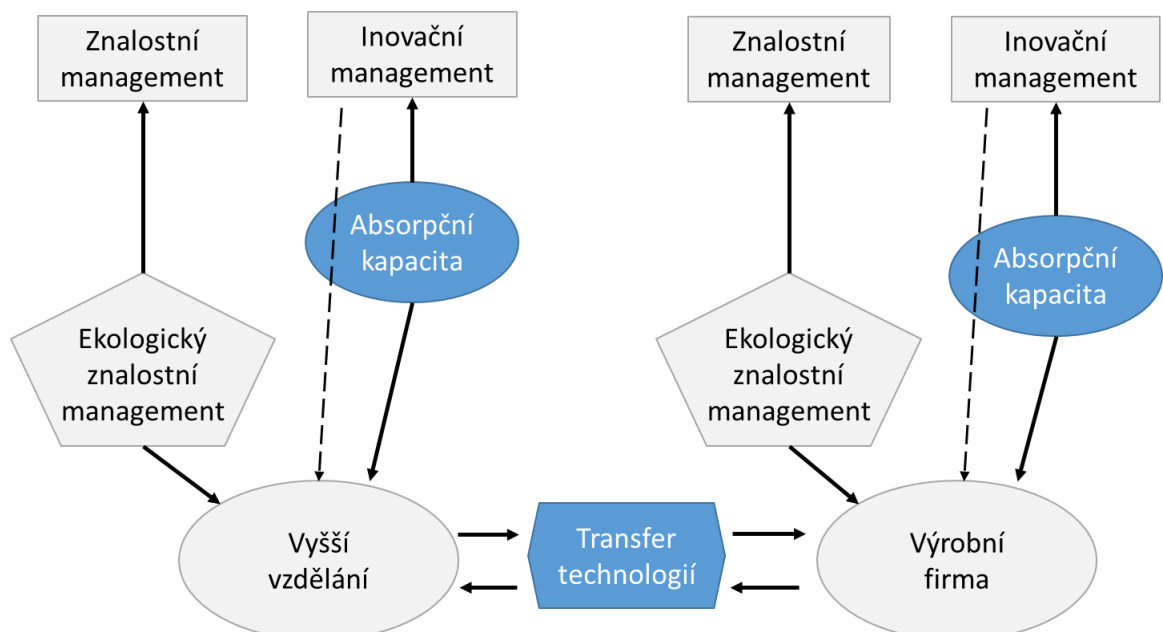 Znalostní
management
Inovační
management
Znalostní
management
Inovační
management
Absorpční
kapacita
Absorpční
kapacita
Ekologický
znalostní
management
Ekologický
znalostní
management
Vyšší
vzdělání
Transfer
technologií
Výrobní
firma